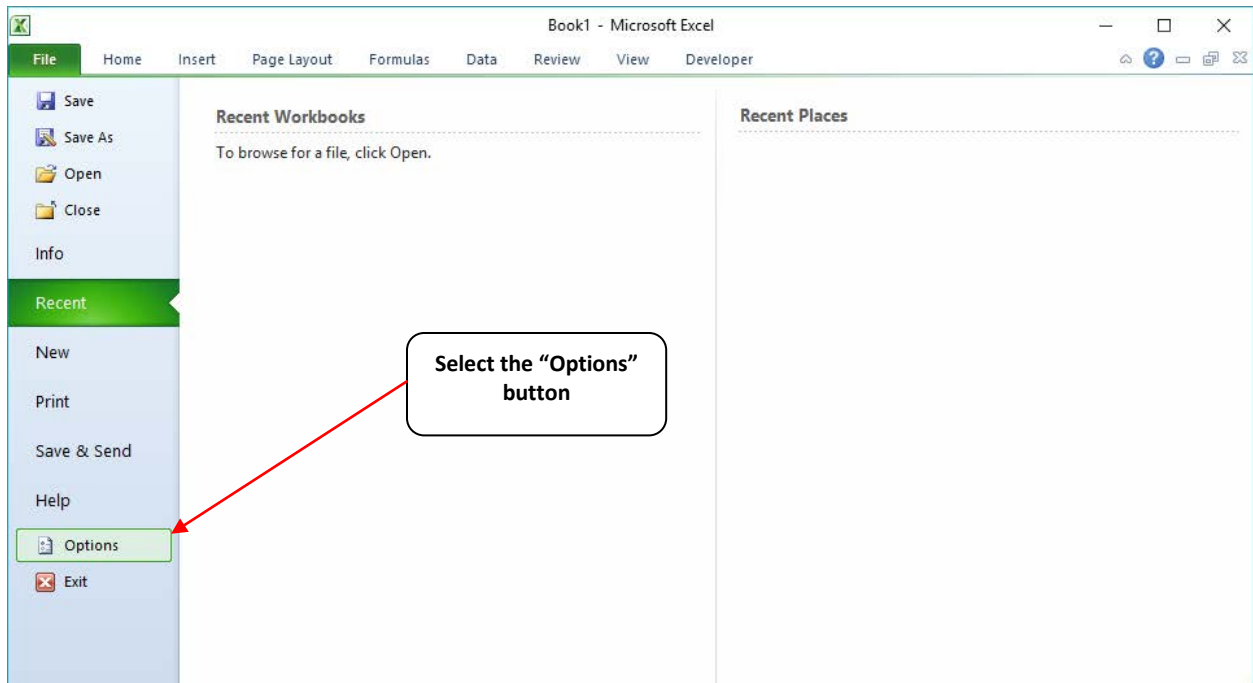 Book1 - Microsoft Excel
File Home Insert Page Layout Formulas Data Review View Developer
Save
Save As
Open
Close
Info
Recent
New
Print
Save & Send
Help
Options
Exit
Recent Workbooks
To browse for a file, click Open.
Recent Places
Select the “Options”
button